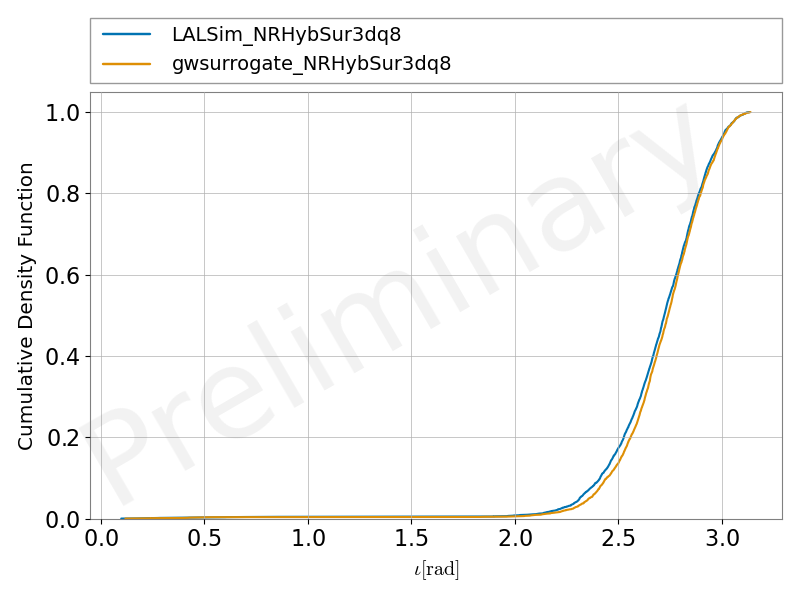 LALSim_NRHybSur3dq8
gwsurrogate_NRHybSur3dq8
Preliminary
Cumulative Density Function
1.0
0.8
0.6
0.4
0.2
0.0
0.0 0.5 1.0 1.5 2.0 2.5 3.0
ι[rad]